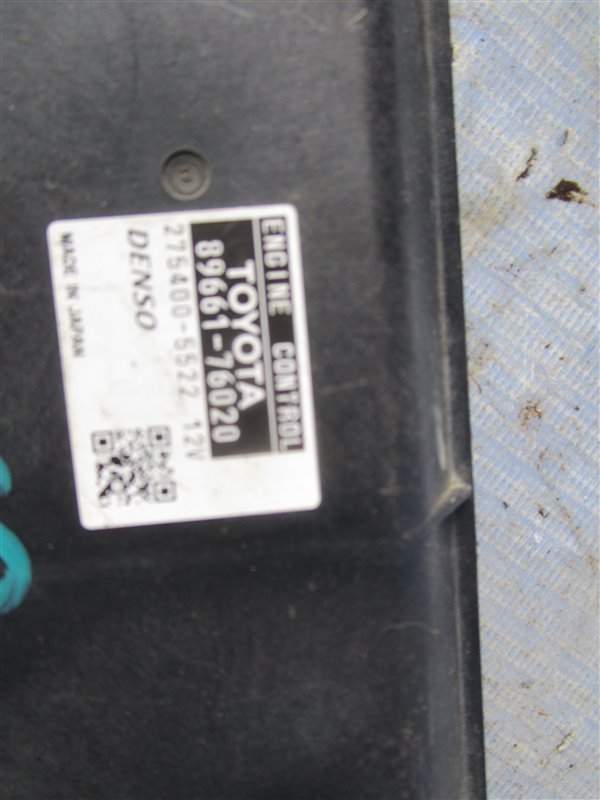 ENGINE CONTROL
TOYOTA
89661-76020
275400-5522 12V
DENSO
MADE IN JAPAN